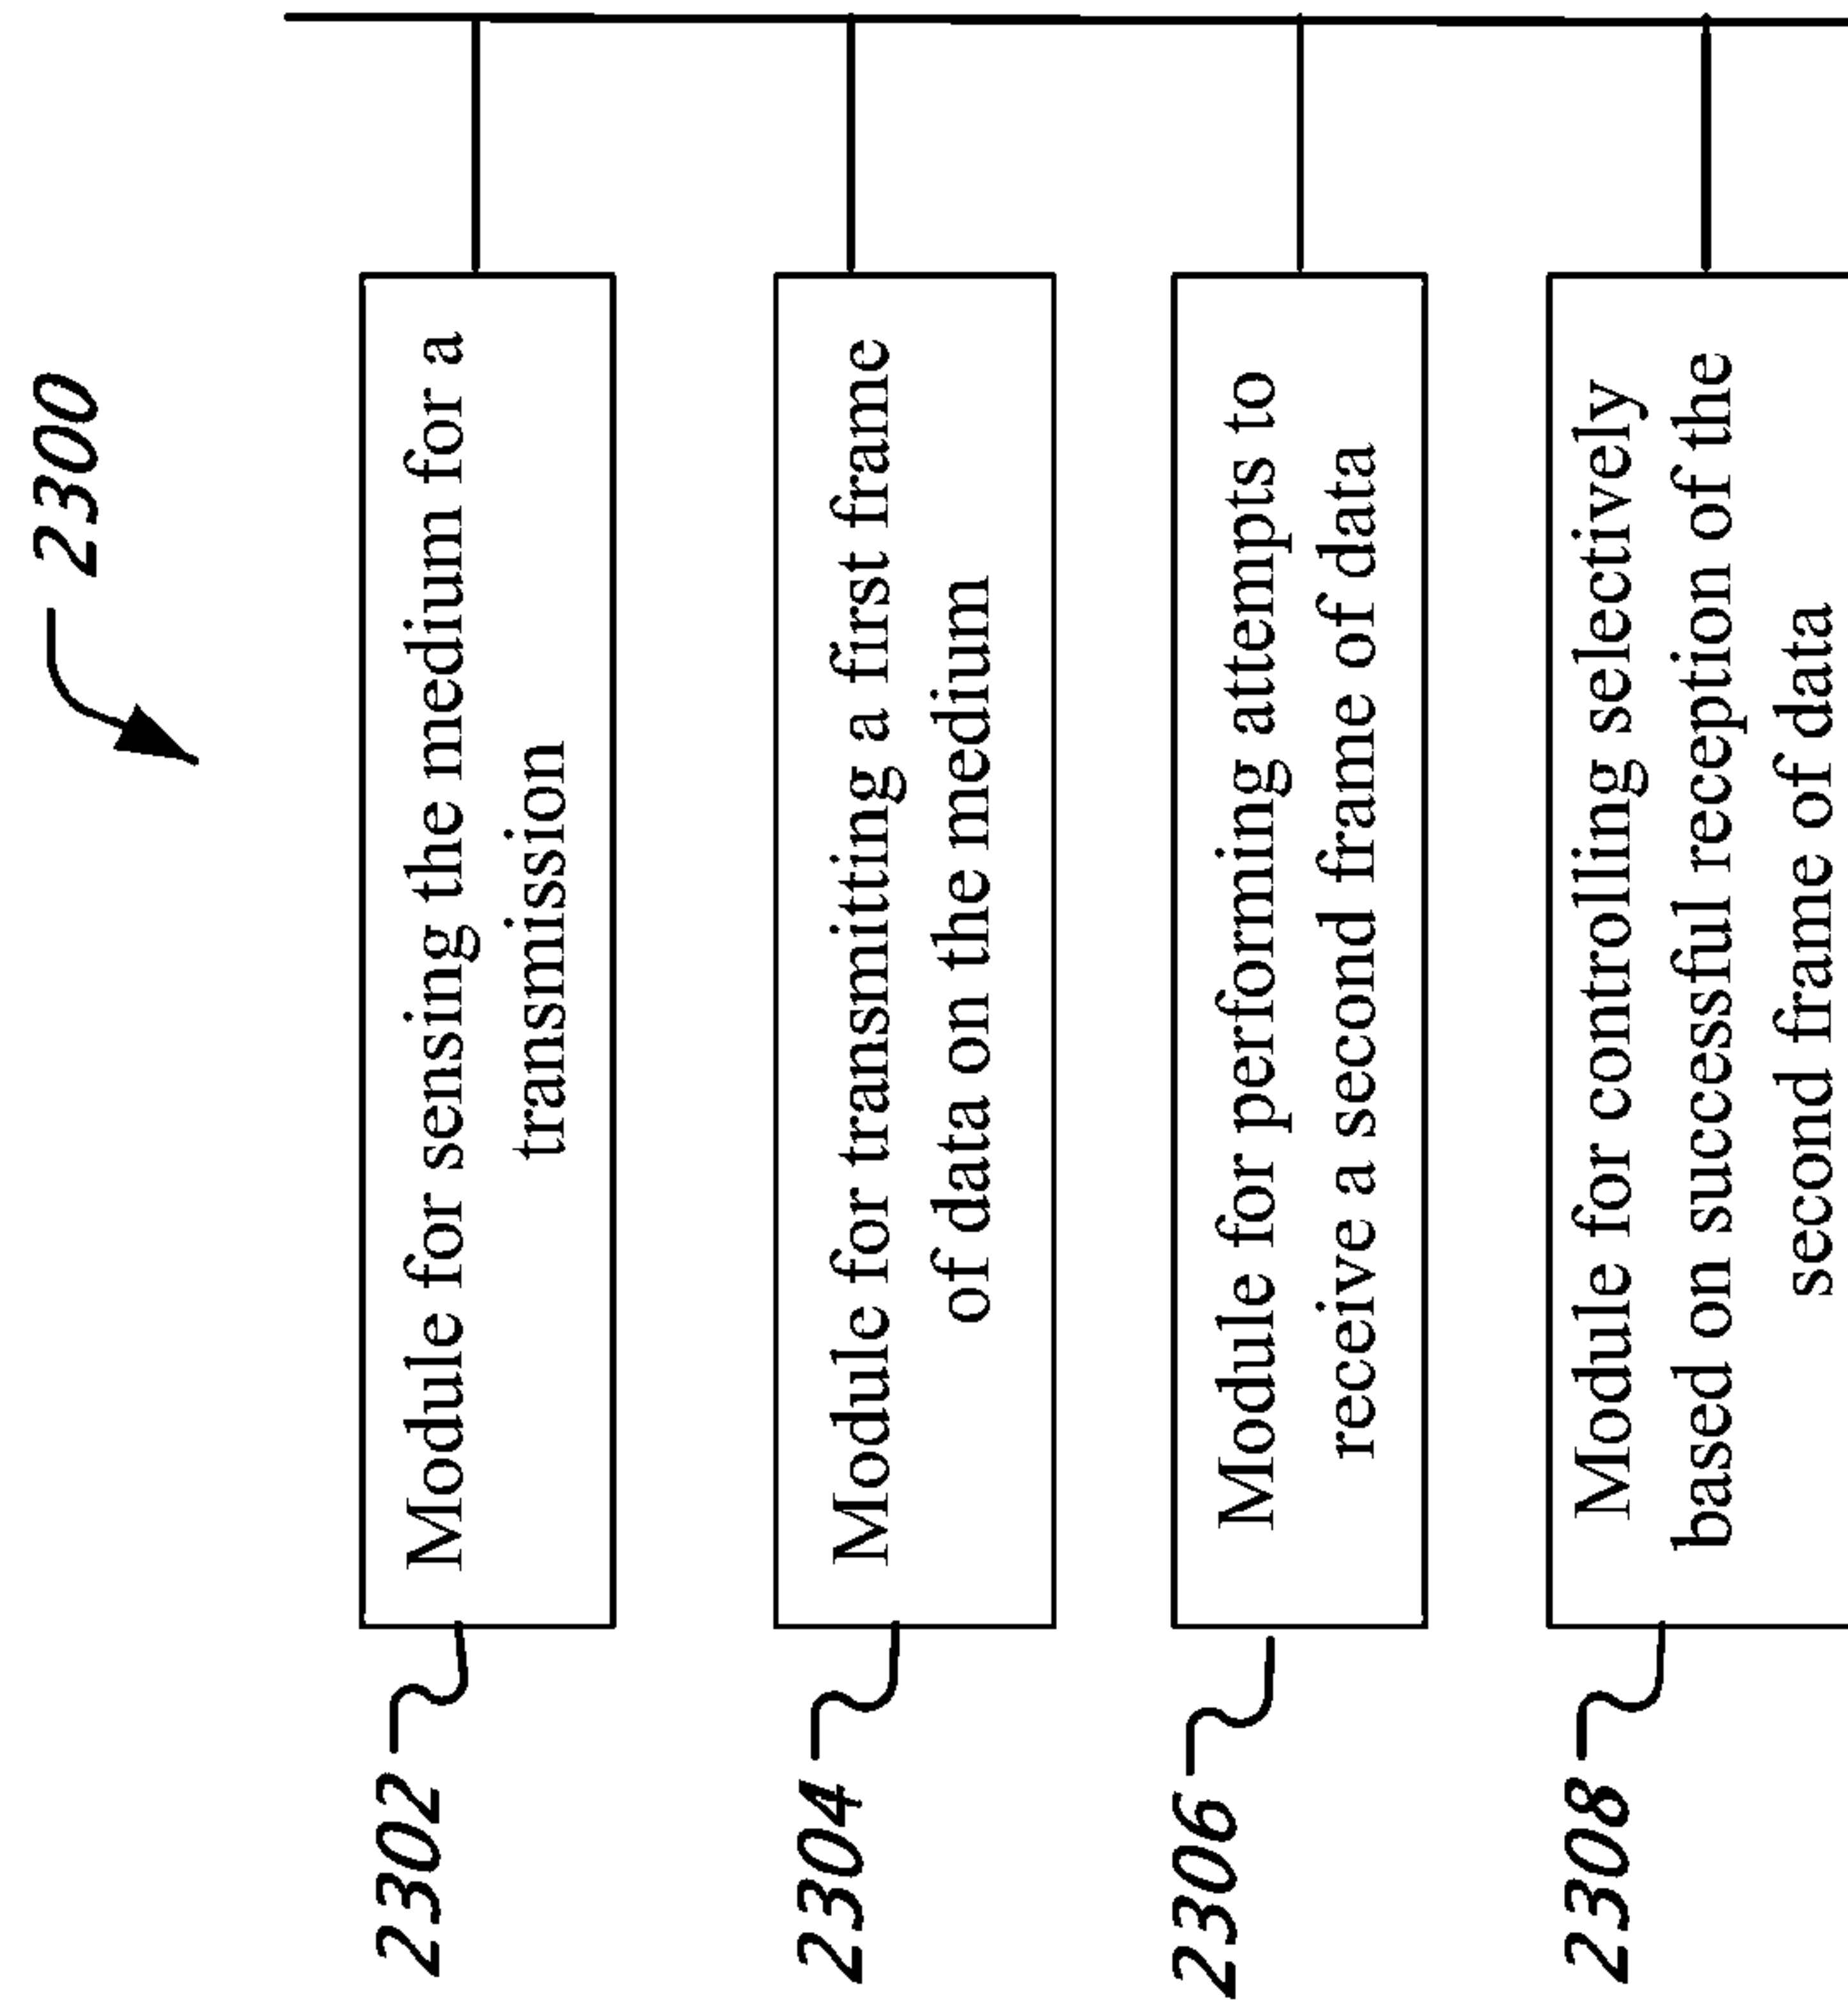 2300
2302
Module for sensing the medium for a
transmission
2304
Module for transmitting a first frame
of data on the medium
2306
Module for performing attempts to
receive a second frame of data
2308
Module for controlling selectively
based on successful reception of the
second frame of data